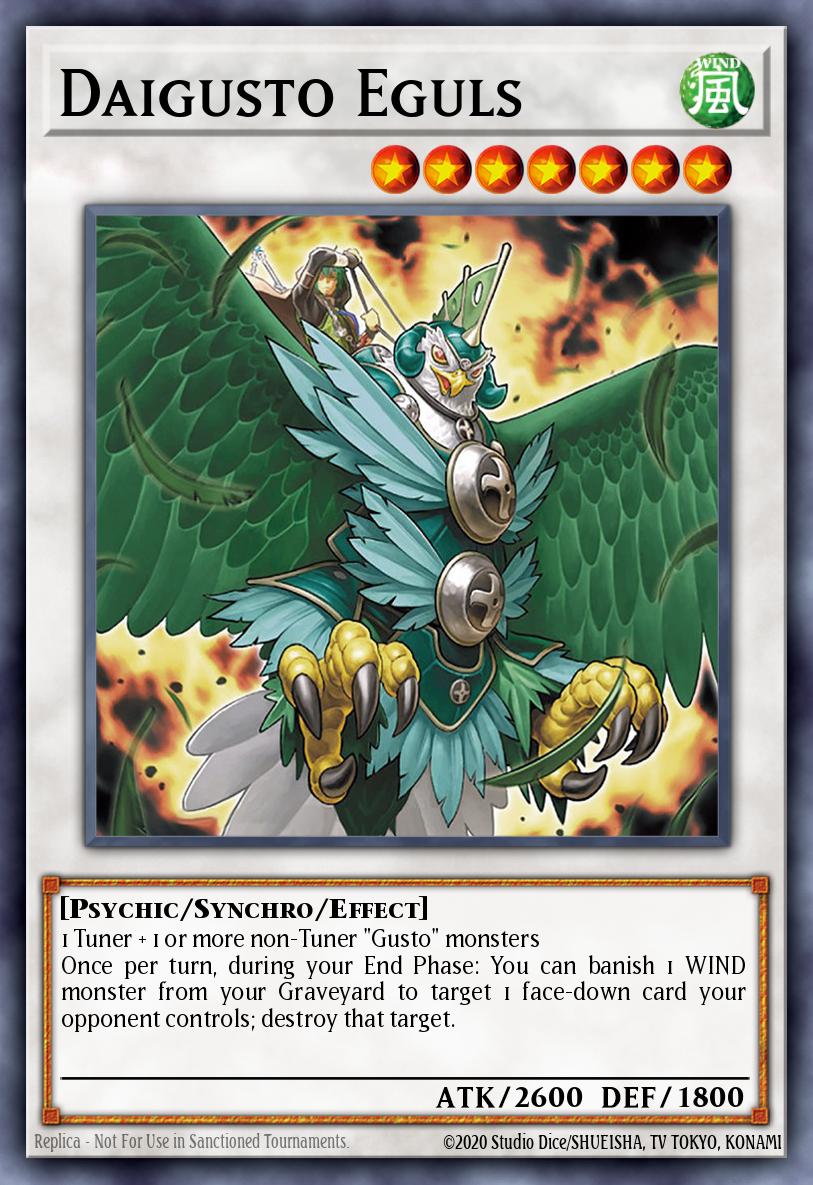 Daigusto Eguls
WIND
風
[Psychic/Synchro/Effect]
1 Tuner + 1 or more non-Tuner "Gusto" monsters
Once per turn, during your End Phase: You can banish 1 WIND
monster from your Graveyard to target 1 face-down card your
opponent controls; destroy that target.
ATK/2600 DEF/1800
Replica - Not For Use in Sanctioned Tournaments.
©2020 Studio Dice/SHUEISHA, TV TOKYO, KONAMI